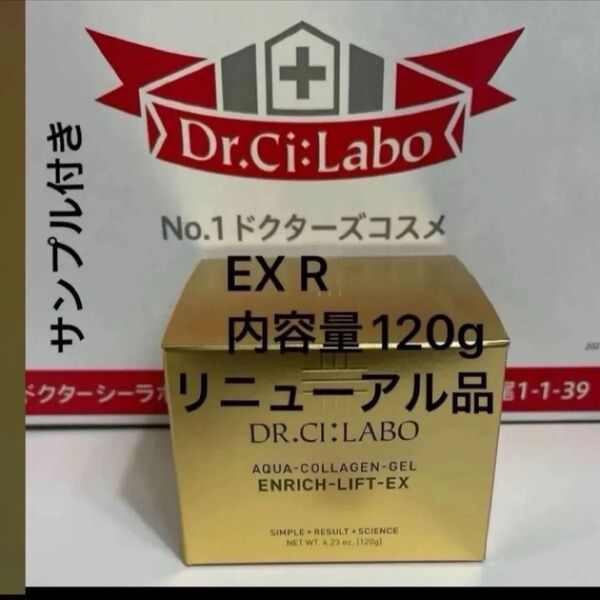 Dr.Ci:Labo
No.1ドクターズコスメ
サンプル付き
EX R
内容量120g
リニューアル品
ドクターシーラボ
1-1-39
DR.CI:LABO
AQUA-COLLAGEN-GEL
ENRICH-LIFT-EX
SIMPLE+RESULT+SCIENCE
NET WT. 4.23 oz. [120g]